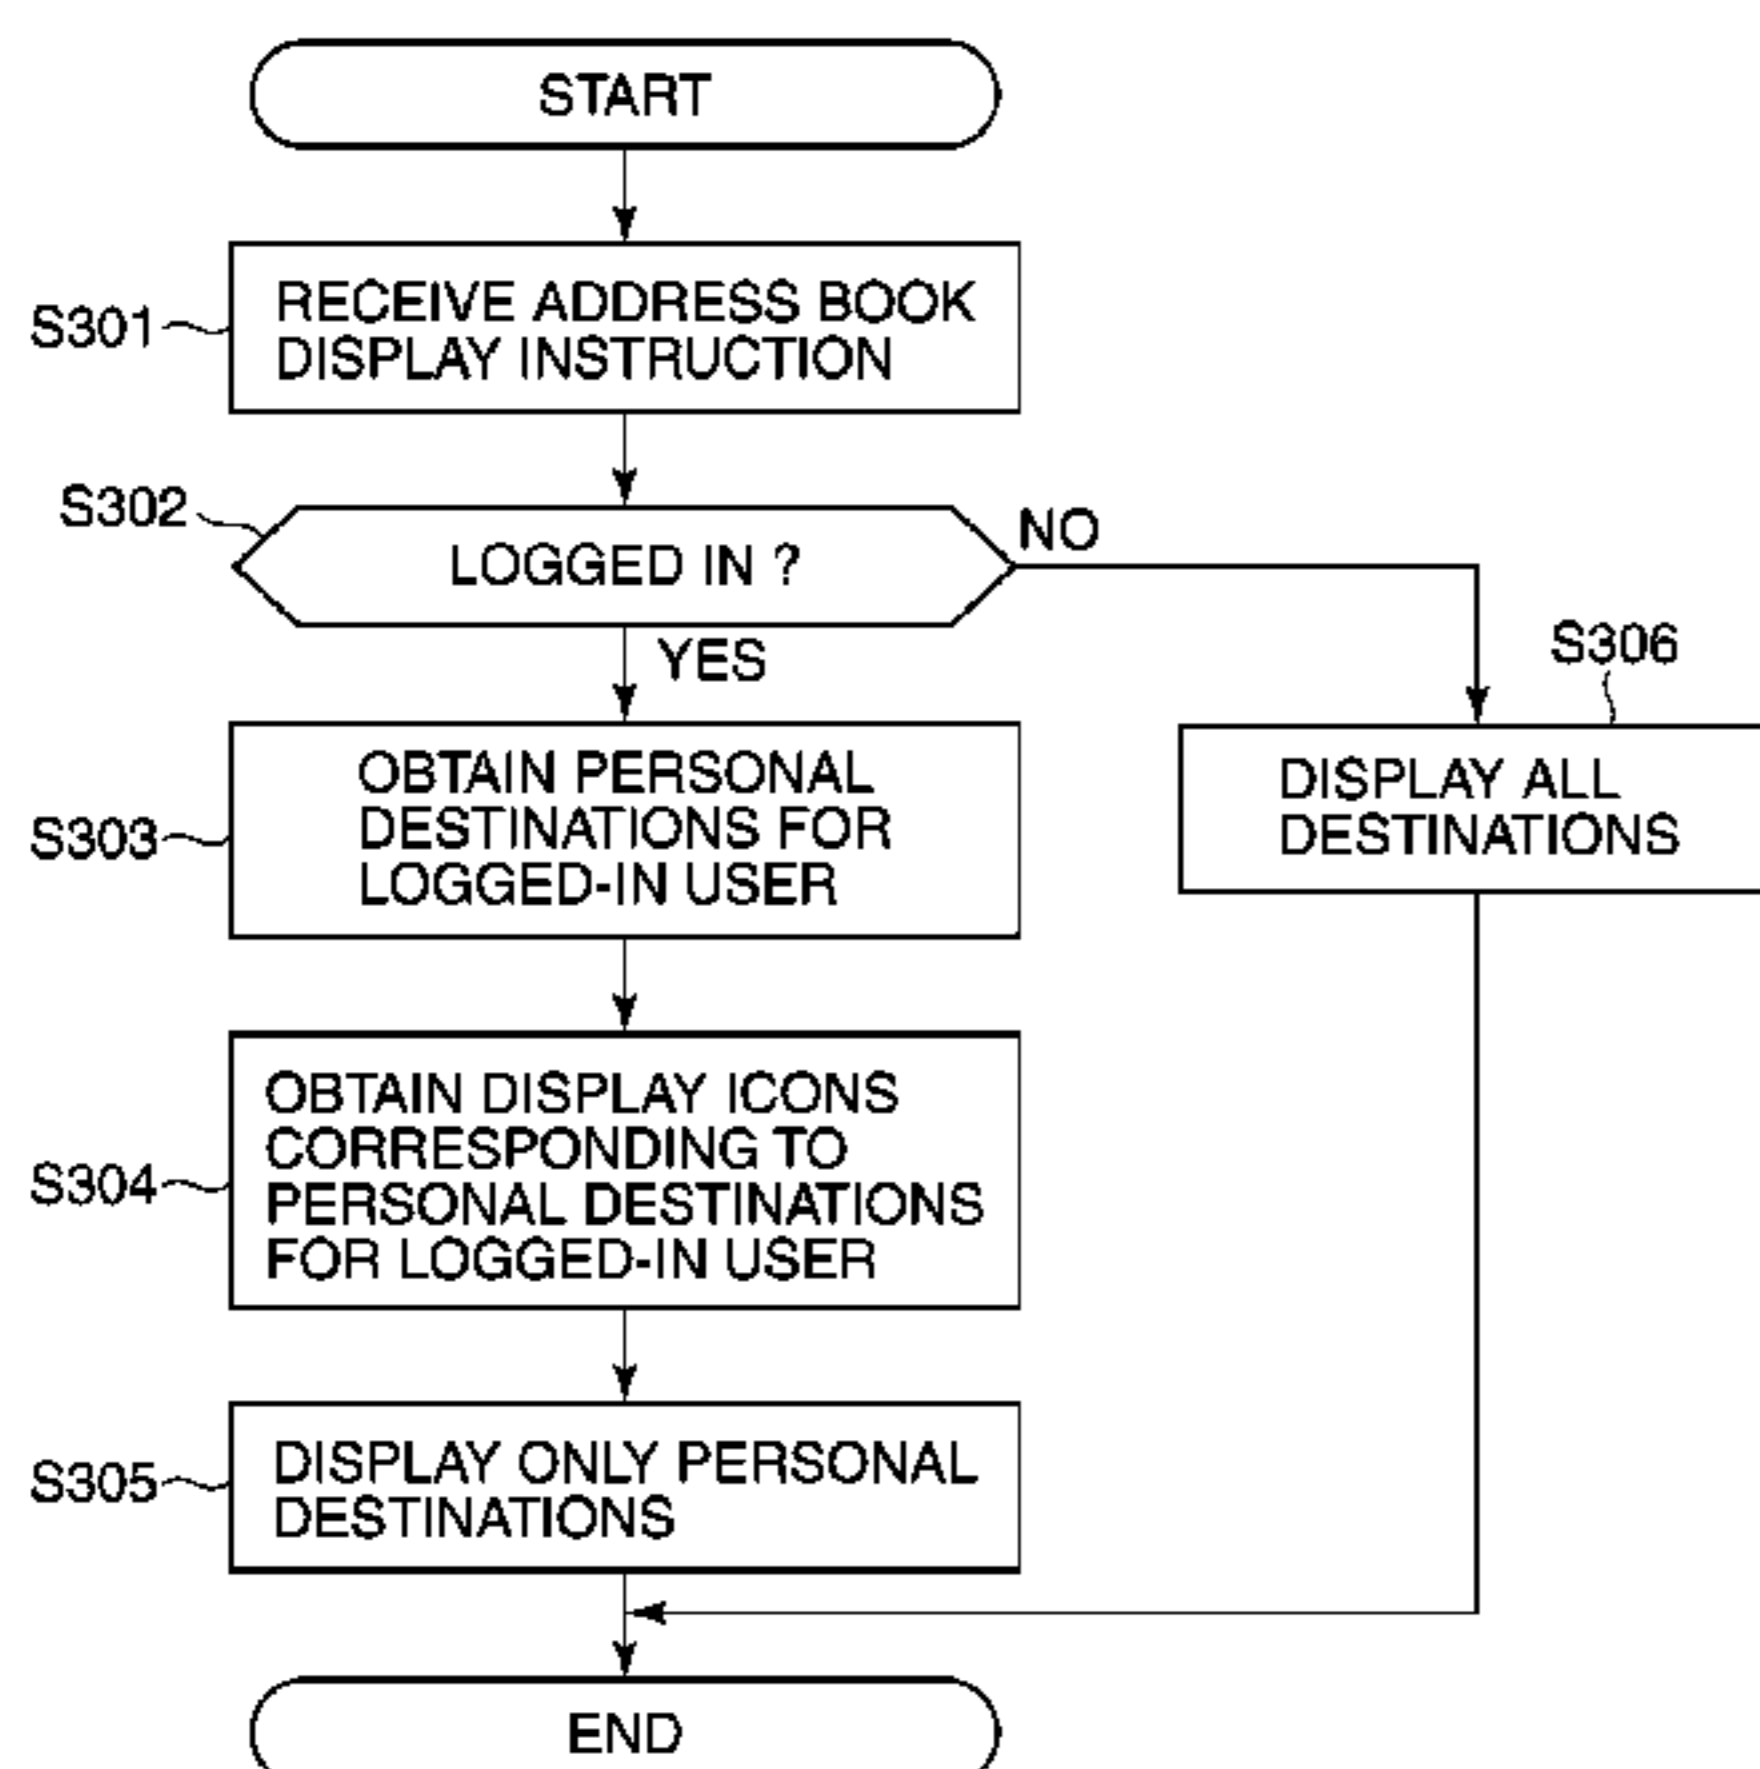 START
S301
RECEIVE ADDRESS BOOK
DISPLAY INSTRUCTION
S302
LOGGED IN ?
NO
YES
S306
DISPLAY ALL
DESTINATIONS
S303
OBTAIN PERSONAL
DESTINATIONS FOR
LOGGED-IN USER
S304
OBTAIN DISPLAY ICONS
CORRESPONDING TO
PERSONAL DESTINATIONS
FOR LOGGED-IN USER
S305
DISPLAY ONLY PERSONAL
DESTINATIONS
END